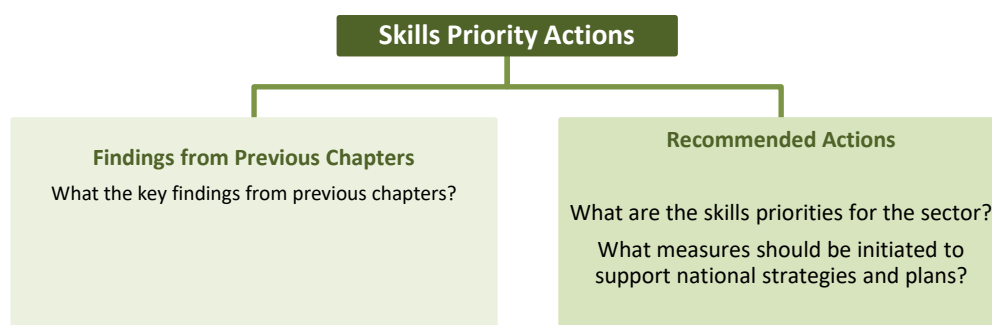 Skills Priority Actions
Findings from Previous Chapters
What the key findings from previous chapters?
Recommended Actions
What are the skills priorities for the sector?
What measures should be initiated to
support national strategies and plans?